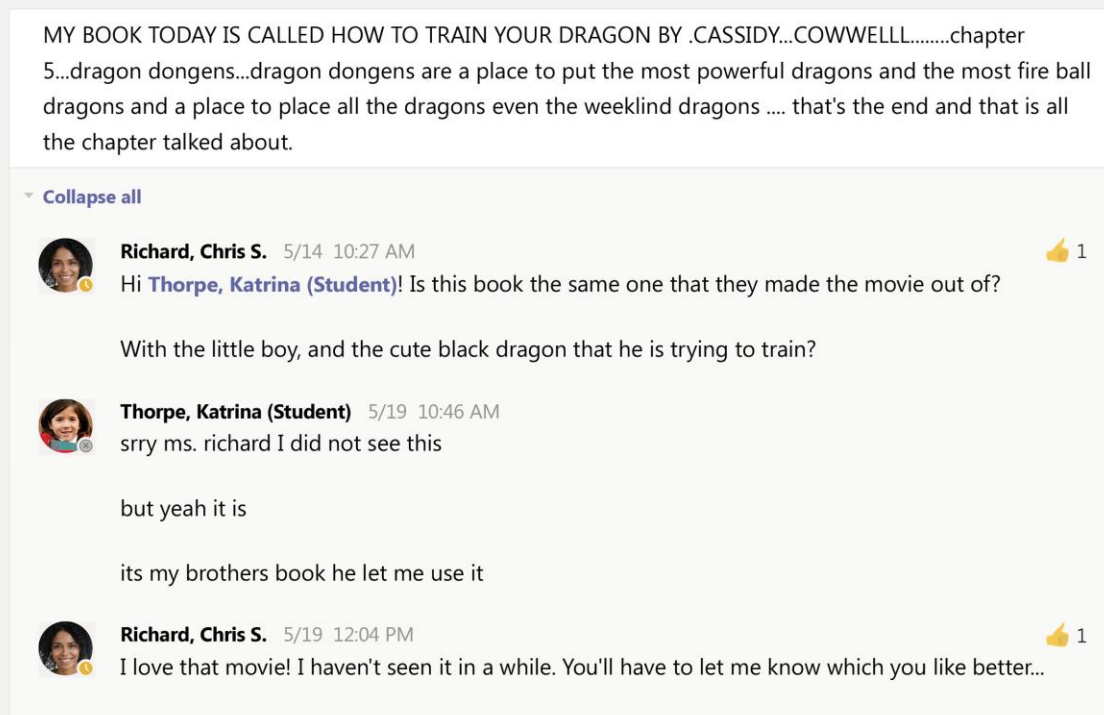 MY BOOK TODAY IS CALLED HOW TO TRAIN YOUR DRAGON BY .CASSIDY...COWWELLL........chapter
5...dragon dongens...dragon dongens are a place to put the most powerful dragons and the most fire ball
dragons and a place to place all the dragons even the weeklind dragons .... that's the end and that is all
the chapter talked about.
Collapse all
Richard, Chris S. 5/14 10:27 AM 1
Hi Thorpe, Katrina (Student)! Is this book the same one that they made the movie out of?
With the little boy, and the cute black dragon that he is trying to train?
Thorpe, Katrina (Student) 5/19 10:46 AM
srry ms. richard I did not see this
but yeah it is
its my brothers book he let me use it
Richard, Chris S. 5/19 12:04 PM 1
I love that movie! I haven't seen it in a while. You'll have to let me know which you like better...